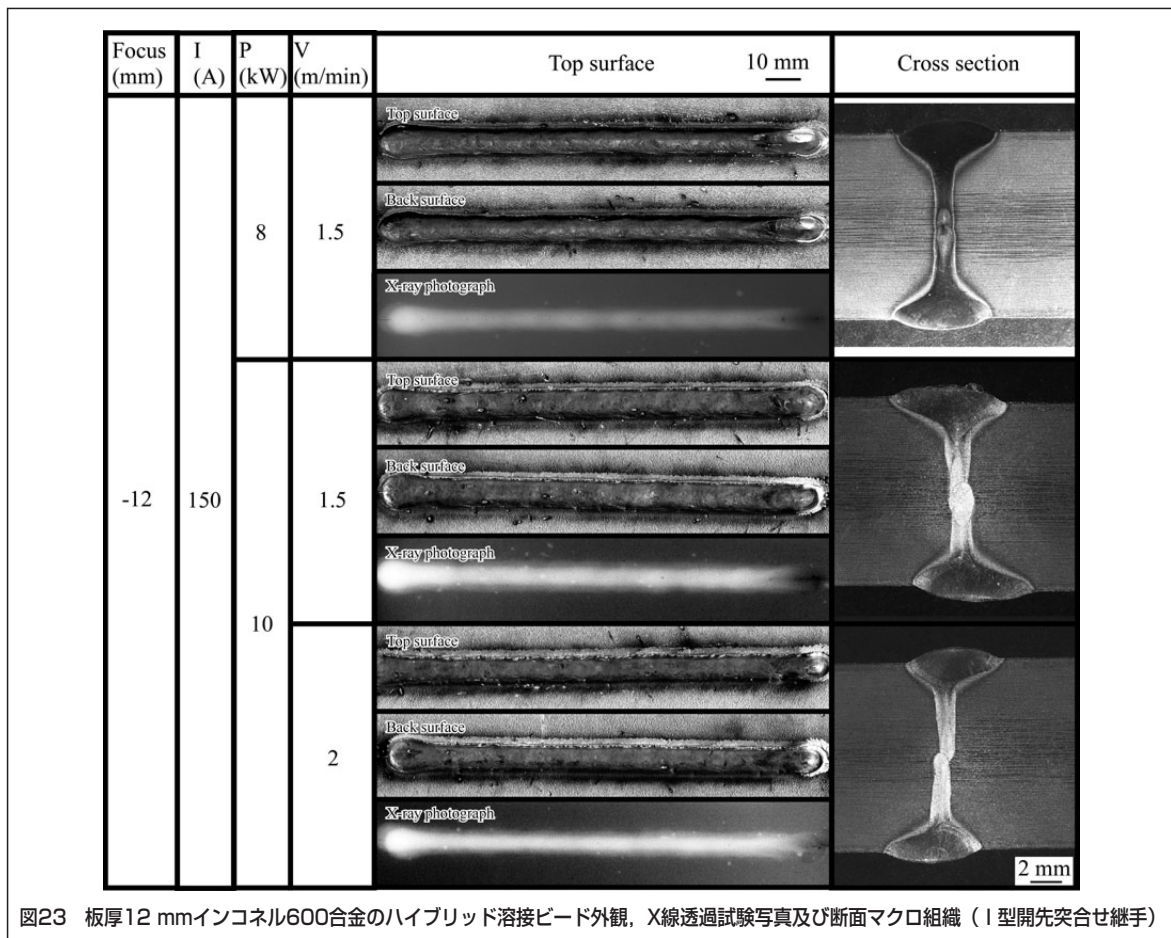 Focus (mm)
I (A)
P (kW)
V (m/min)
Top surface
10 mm
Cross section
-12
150
8
1.5
Top surface
Back surface
X-ray photograph
10
1.5
Top surface
Back surface
X-ray photograph
2
Top surface
Back surface
X-ray photograph
2 mm
図23 板厚12 mmインコネル600合金のハイブリッド溶接ビード外観，X線透過試験写真及び断面マクロ組織（I型開先突合せ継手）